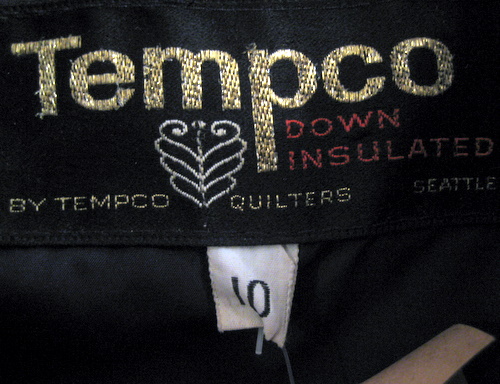 Tempco
DOWN
INSULATED
BY TEMPCO QUILTERS SEATTLE
10